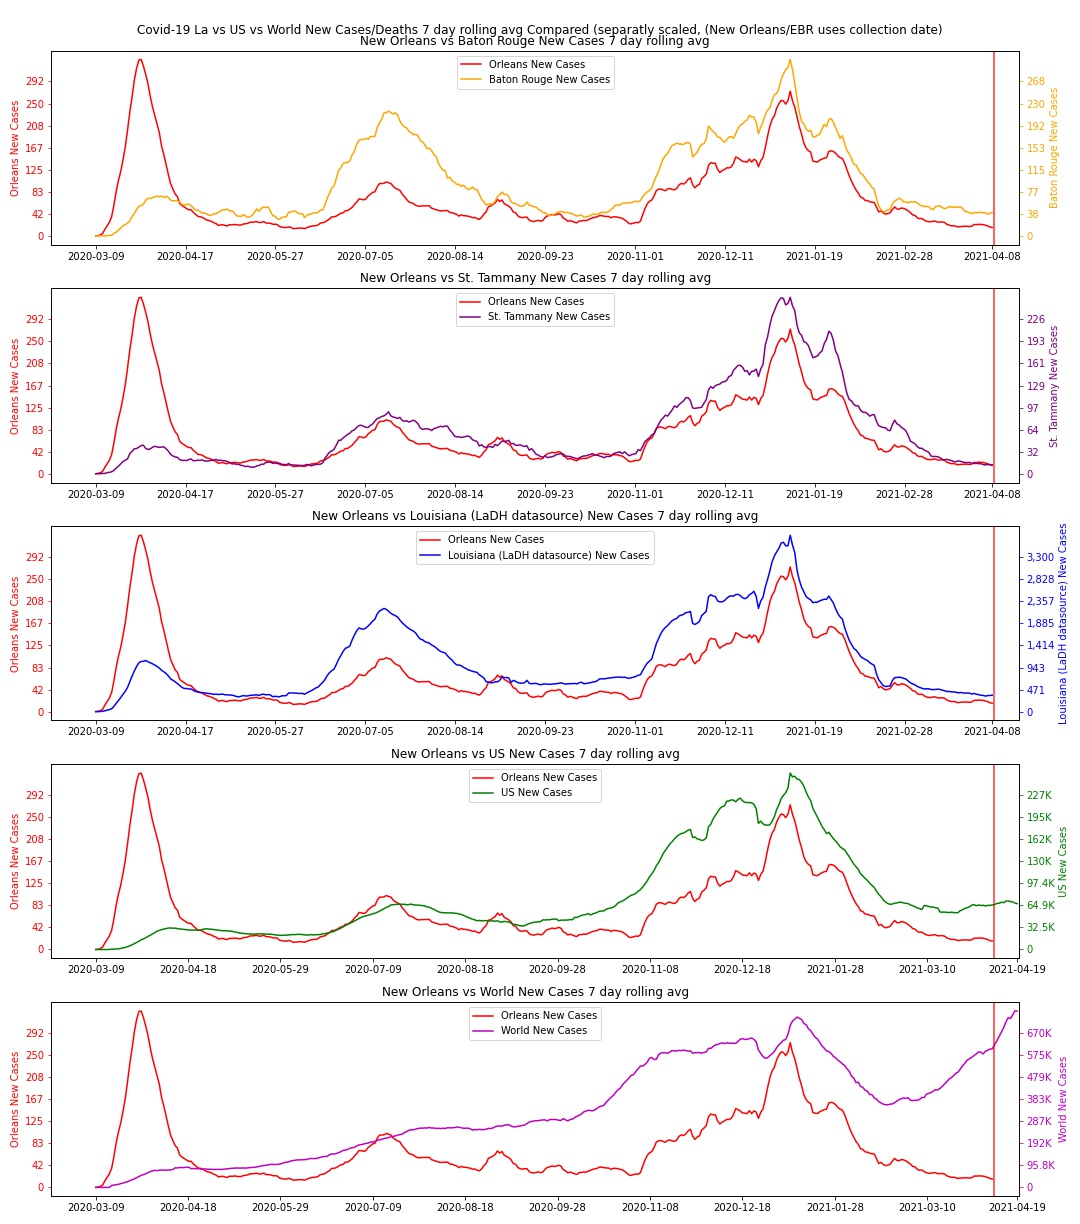 Covid-19 La vs US vs World New Cases/Deaths 7 day rolling avg Compared (separatly scaled, (New Orleans/EBR uses collection date)
New Orleans vs Baton Rouge New Cases 7 day rolling avg
Orleans New Cases
Baton Rouge New Cases
Orleans New Cases
292
250
208
167
125
83
42
0
268
230
192
153
115
77
38
0
Baton Rouge New Cases
2020-03-09 2020-04-17 2020-05-27 2020-07-05 2020-08-14 2020-09-23 2020-11-01 2020-12-11 2021-01-19 2021-02-28 2021-04-08
New Orleans vs St. Tammany New Cases 7 day rolling avg
Orleans New Cases
St. Tammany New Cases
Orleans New Cases
292
250
208
167
125
83
42
0
226
193
161
129
97
64
32
0
St. Tammany New Cases
2020-03-09 2020-04-17 2020-05-27 2020-07-05 2020-08-14 2020-09-23 2020-11-01 2020-12-11 2021-01-19 2021-02-28 2021-04-08
New Orleans vs Louisiana (LaDH datasource) New Cases 7 day rolling avg
Orleans New Cases
Louisiana (LaDH datasource) New Cases
Orleans New Cases
292
250
208
167
125
83
42
0
3,300
2,828
2,357
1,885
1,414
943
471
0
Louisiana (LaDH datasource) New Cases
2020-03-09 2020-04-17 2020-05-27 2020-07-05 2020-08-14 2020-09-23 2020-11-01 2020-12-11 2021-01-19 2021-02-28 2021-04-08
New Orleans vs US New Cases 7 day rolling avg
Orleans New Cases
US New Cases
Orleans New Cases
292
250
208
167
125
83
42
0
227K
195K
162K
130K
97.4K
64.9K
32.5K
0
US New Cases
2020-03-09 2020-04-18 2020-05-29 2020-07-09 2020-08-18 2020-09-28 2020-11-08 2020-12-18 2021-01-28 2021-03-10 2021-04-19
New Orleans vs World New Cases 7 day rolling avg
Orleans New Cases
World New Cases
Orleans New Cases
292
250
208
167
125
83
42
0
670K
575K
479K
383K
287K
192K
95.8K
0
World New Cases
2020-03-09 2020-04-18 2020-05-29 2020-07-09 2020-08-18 2020-09-28 2020-11-08 2020-12-18 2021-01-28 2021-03-10 2021-04-19